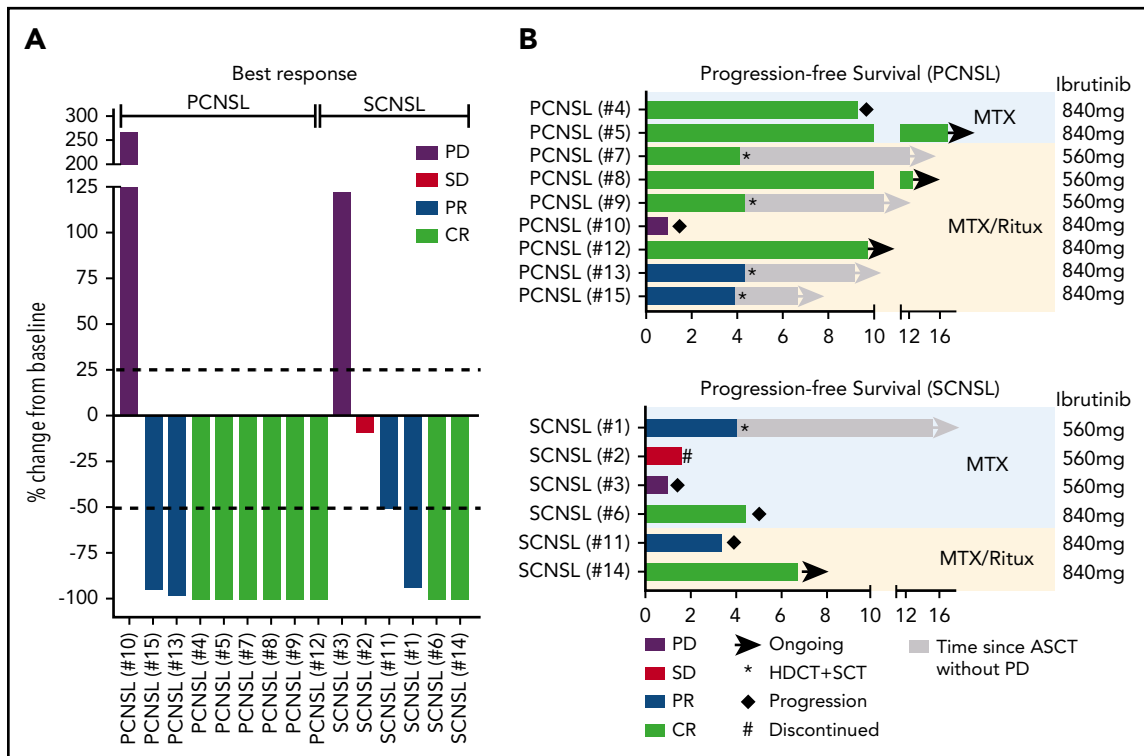 A
Best response
PCNSL SCNSL
300
250
200
125
100
75
50
25
0
-25
-50
-75
-100
% change from baseline
PD
SD
PR
CR
PCNSL (#10)
PCNSL (#15)
PCNSL (#13)
PCNSL (#4)
PCNSL (#5)
PCNSL (#7)
PCNSL (#8)
PCNSL (#9)
PCNSL (#12)
SCNSL (#3)
SCNSL (#2)
SCNSL (#11)
SCNSL (#1)
SCNSL (#6)
SCNSL (#14)
B
Progression-free Survival (PCNSL) Ibrutinib
PCNSL (#4) 840mg
MTX
PCNSL (#5) 840mg
PCNSL (#7) * 560mg
PCNSL (#8) 560mg
PCNSL (#9) * 560mg
PCNSL (#10) MTX/Ritux 840mg
PCNSL (#12) 840mg
PCNSL (#13) * 840mg
PCNSL (#15) * 840mg
0 2 4 6 8 10 12 16
Progression-free Survival (SCNSL) Ibrutinib
SCNSL (#1) * 560mg
SCNSL (#2) # MTX 560mg
SCNSL (#3) 560mg
SCNSL (#6) 840mg
SCNSL (#11) 840mg
MTX/Ritux
SCNSL (#14) 840mg
0 2 4 6 8 10 12 16
PD Ongoing Time since ASCT
without PD
SD * HDCT+SCT
PR Progression
CR # Discontinued